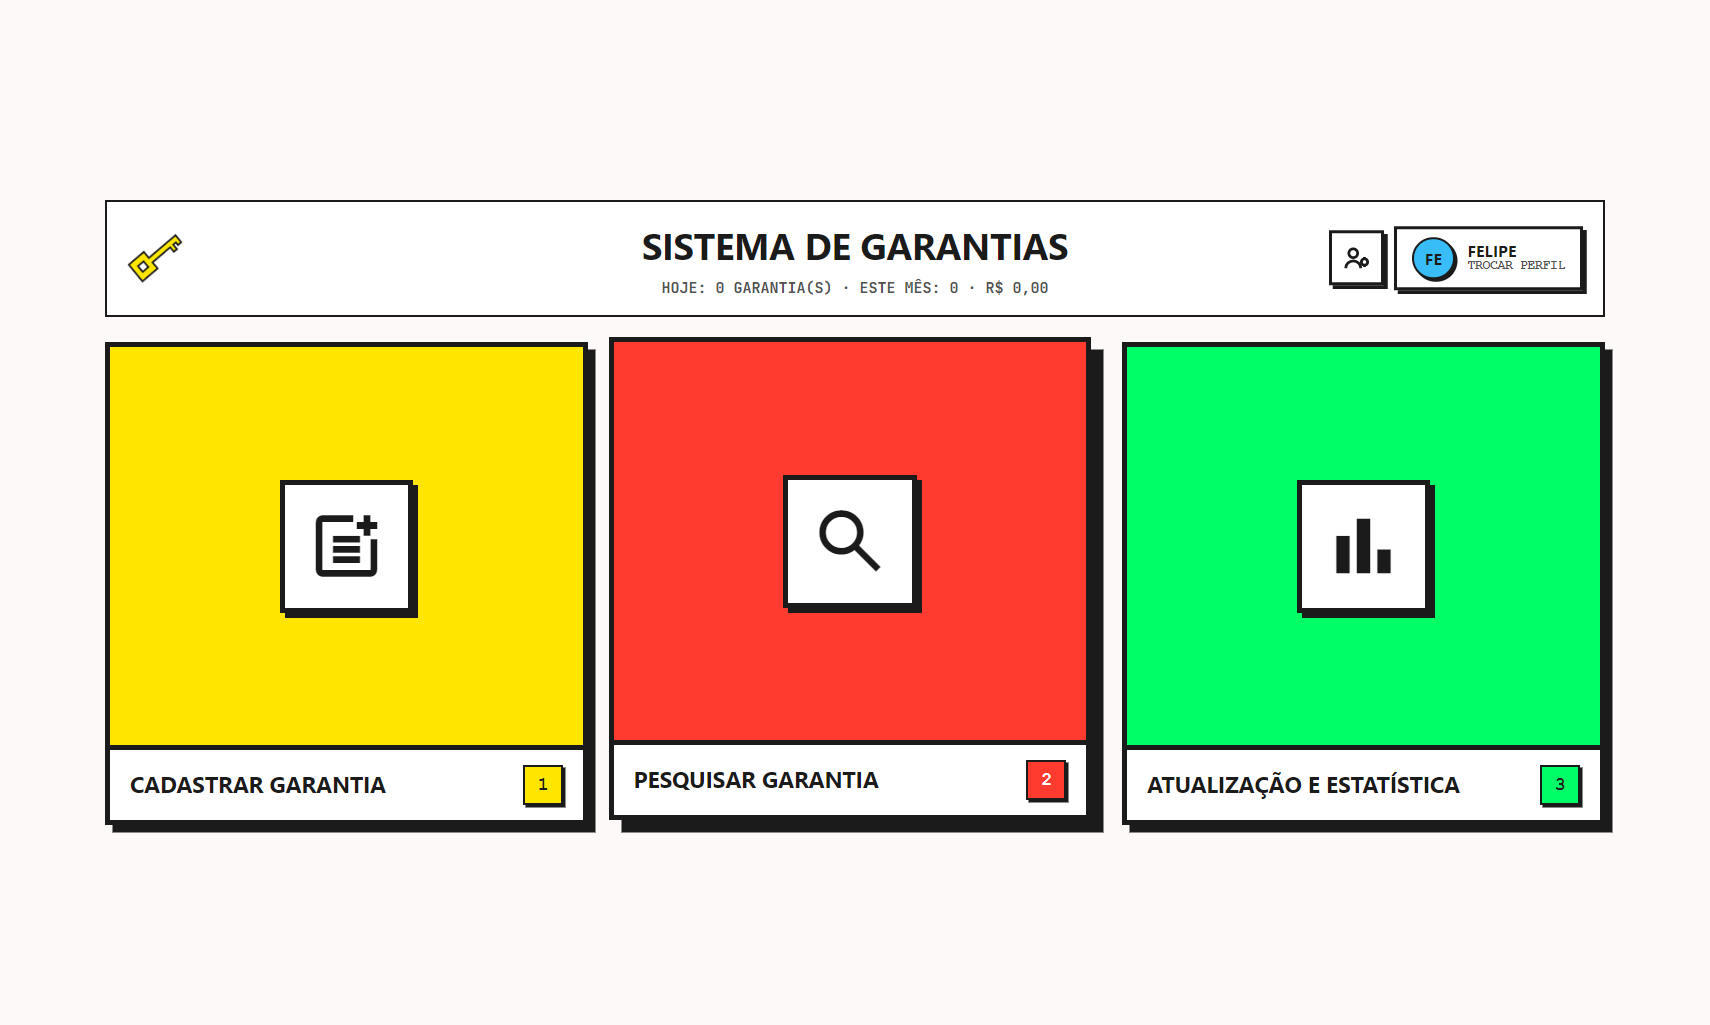 SISTEMA DE GARANTIAS
HOJE: 0 GARANTIA(S) · ESTE MÊS: 0 · R$ 0,00
FE
FELIPE
TROCAR PERFIL
CADASTRAR GARANTIA
1
PESQUISAR GARANTIA
2
ATUALIZAÇÃO E ESTATÍSTICA
3